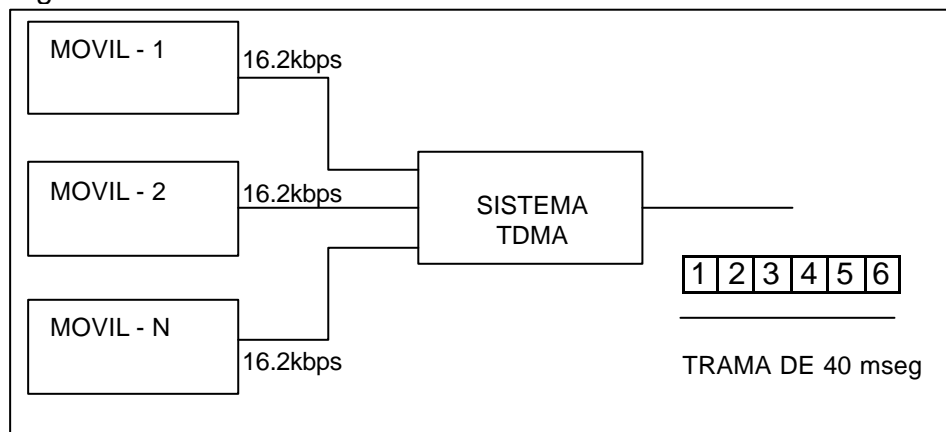 MOVIL - 1
16.2kbps
MOVIL - 2
16.2kbps
SISTEMA
TDMA
1 2 3 4 5 6
MOVIL - N
16.2kbps
TRAMA DE 40 mseg